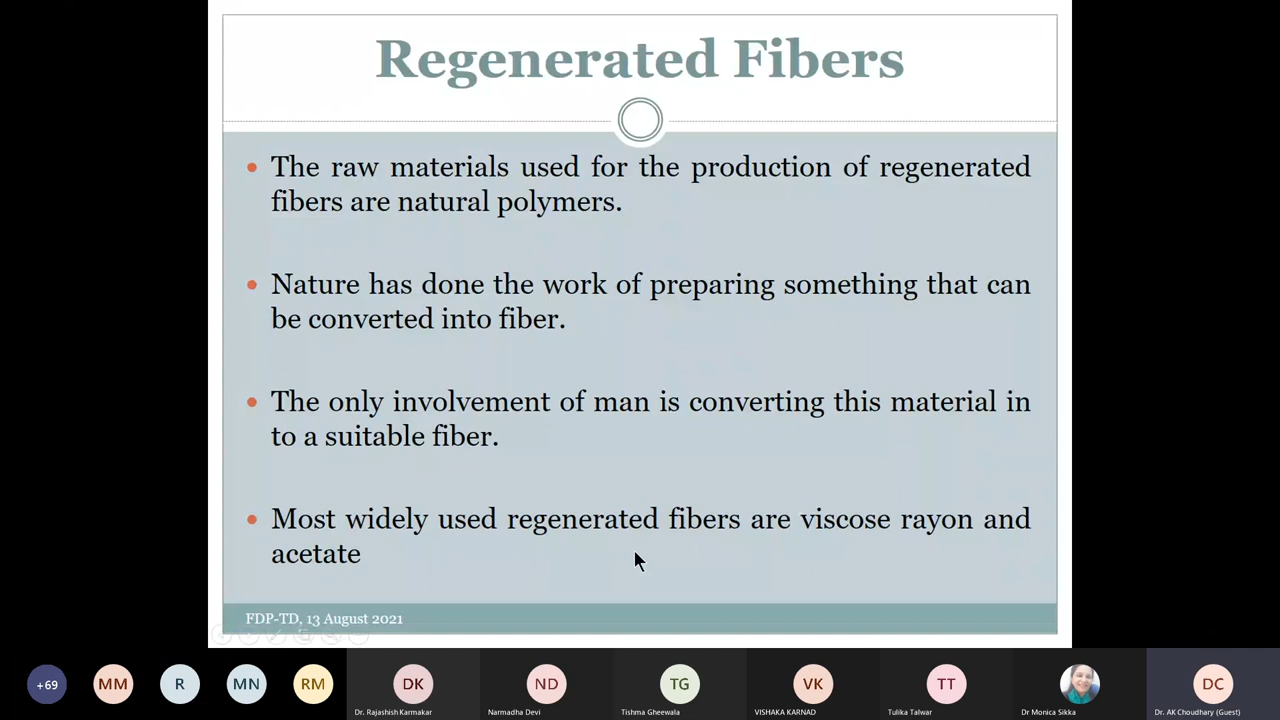 Regenerated Fibers
• The raw materials used for the production of regenerated
fibers are natural polymers.
• Nature has done the work of preparing something that can
be converted into fiber.
• The only involvement of man is converting this material in
to a suitable fiber.
• Most widely used regenerated fibers are viscose rayon and
acetate
FDP-TD, 13 August 2021
+69 MM R MN RM DK ND TG VK TT DC
Dr. Rajashish Karmakar Narmadha Devi Tishma Gheewala VISHAKA KARNAD Tulika Talwar Dr Monica Sikka Dr. AK Choudhary (Guest)